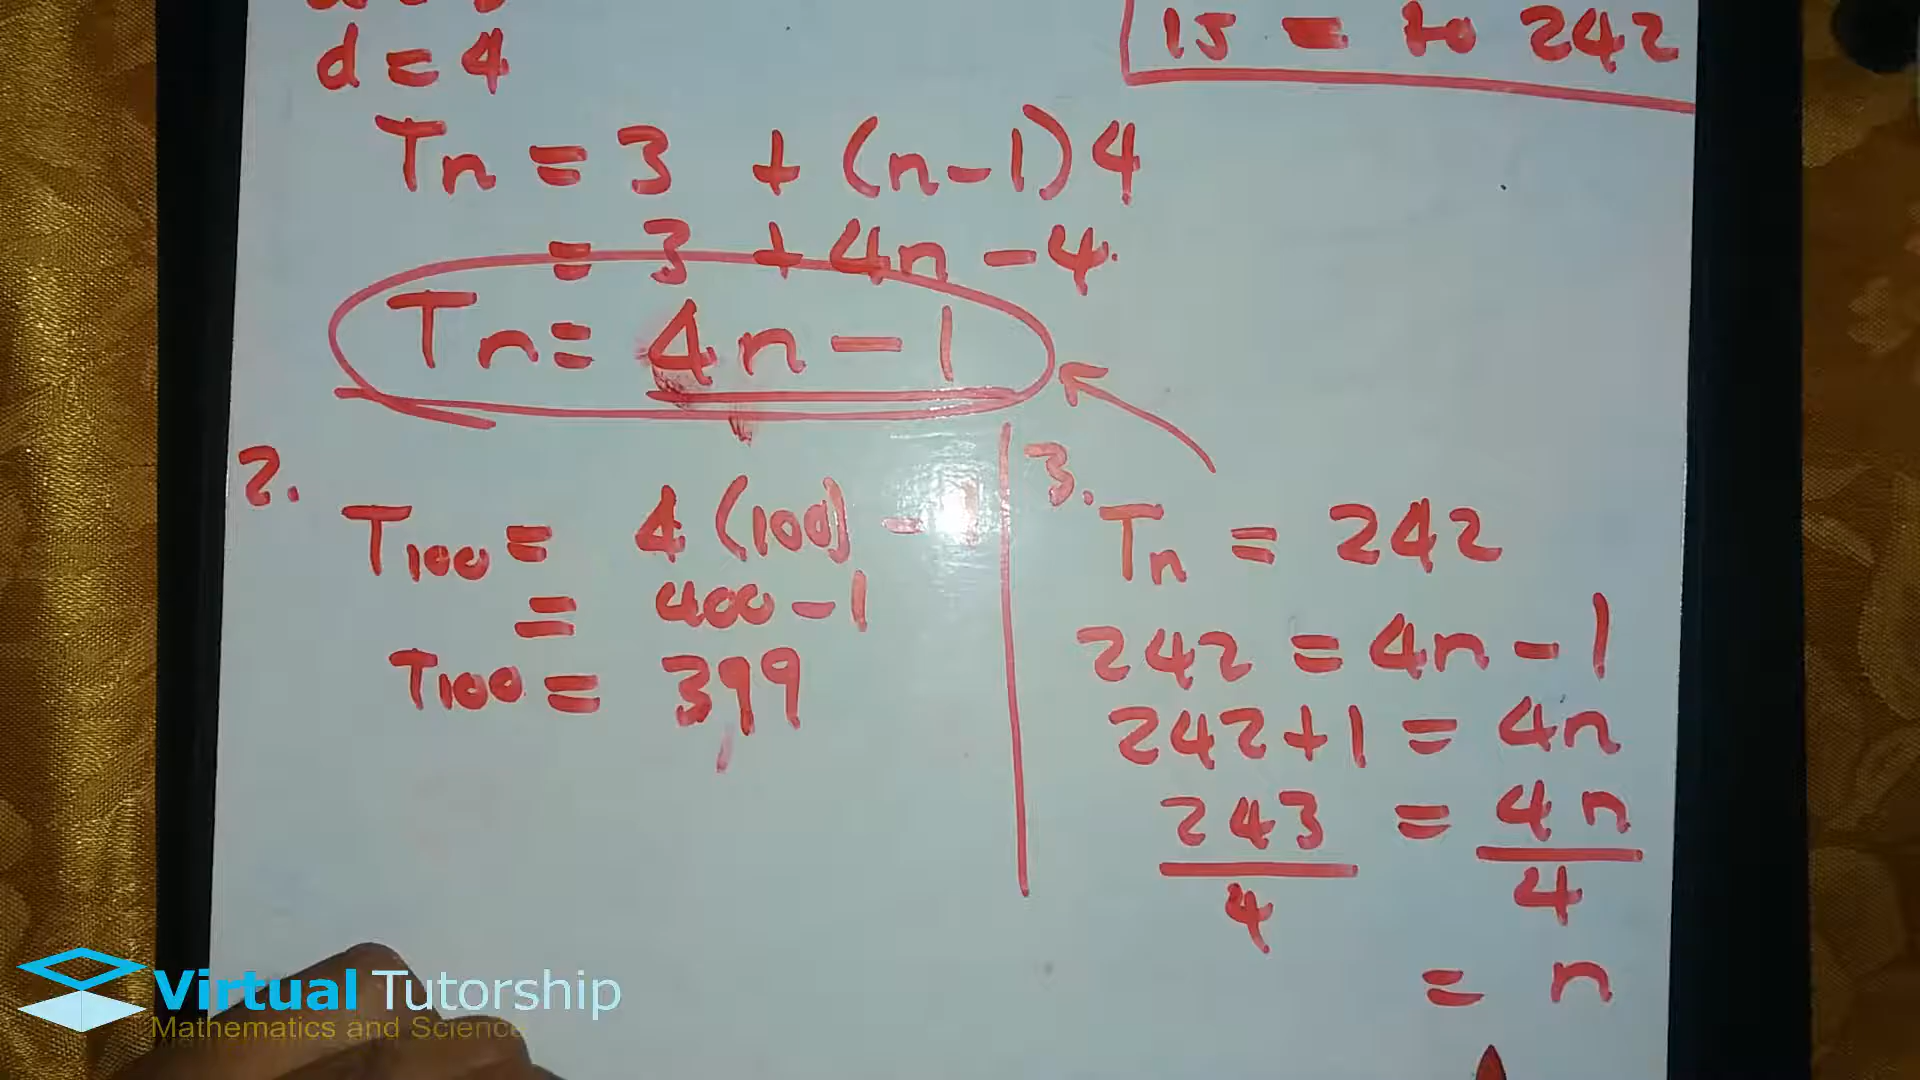 d = 4
15 = to 242
Tn = 3 + (n-1)4
= 3 + 4n - 4
Tn = 4n - 1
2.
T100 = 4(100) -
= 400 - 1
T100 = 399
3.
Tn = 242
242 = 4n - 1
242+1 = 4n
243/4 = 4n/4
= n
Virtual Tutorship
Mathematics and Science